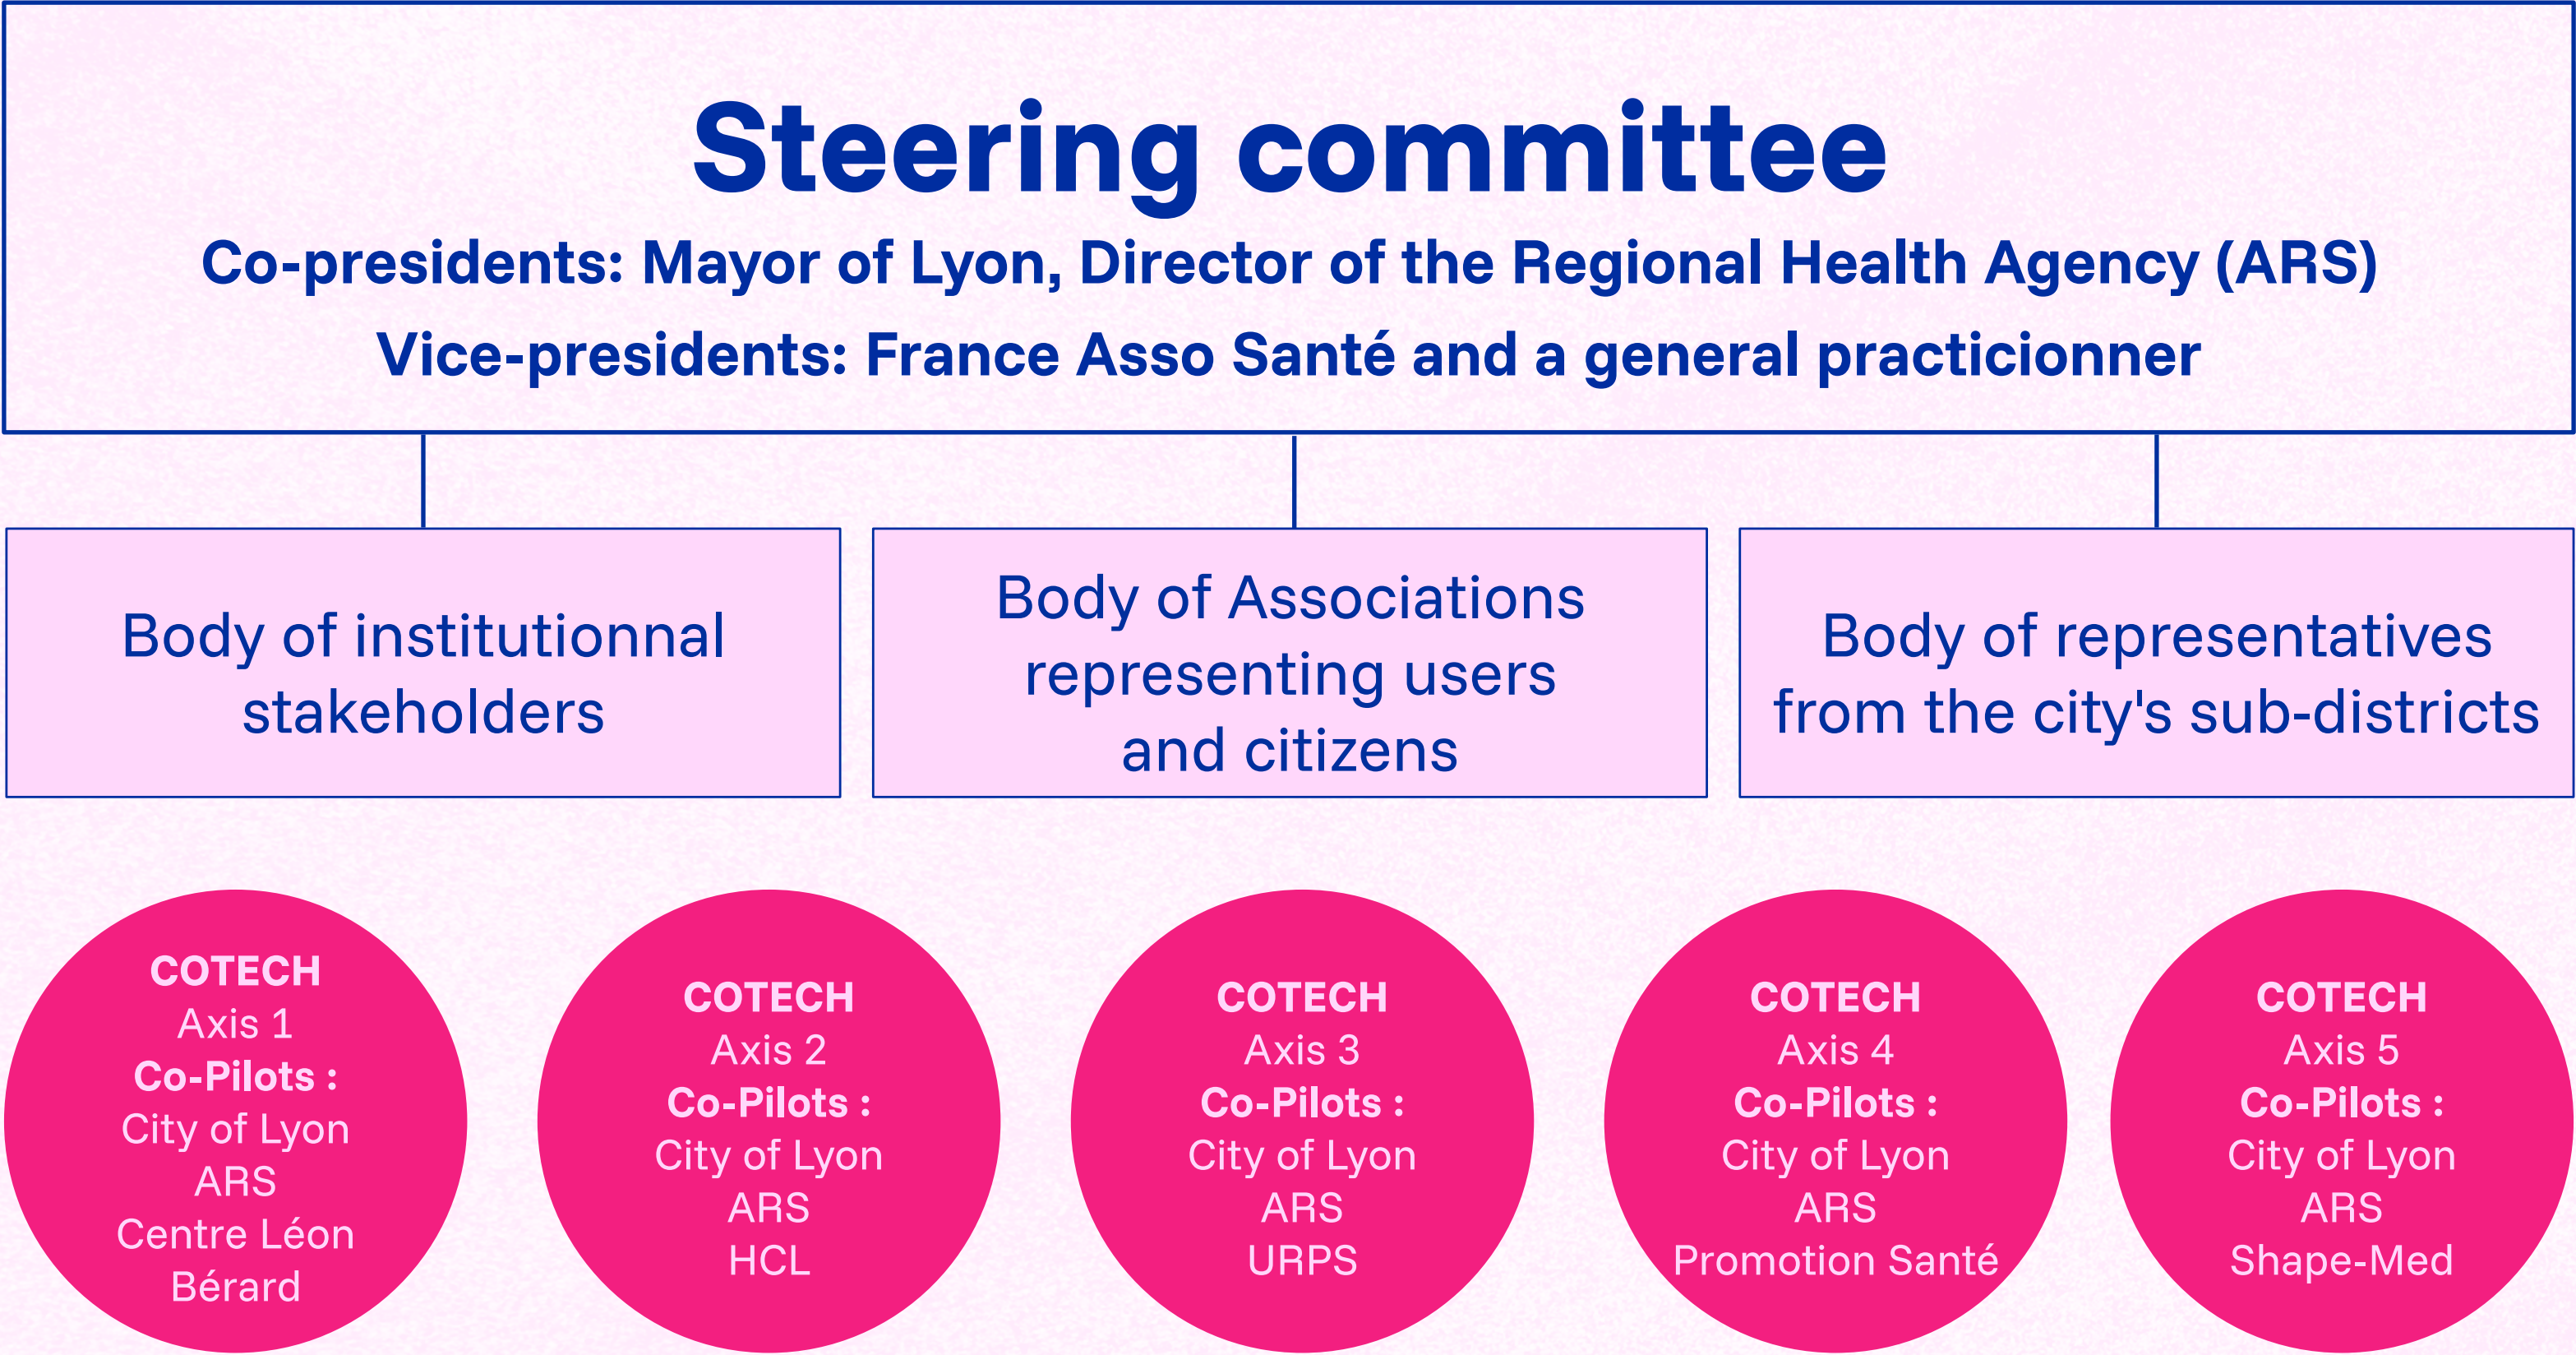 Steering committee
Co-presidents: Mayor of Lyon, Director of the Regional Health Agency (ARS)
Vice-presidents: France Asso Santé and a general practicionner
Body of institutionnal
stakeholders
Body of Associations
representing users
and citizens
Body of representatives
from the city's sub-districts
COTECH
Axis 1
Co-Pilots :
City of Lyon
ARS
Centre Léon
Bérard
COTECH
Axis 2
Co-Pilots :
City of Lyon
ARS
HCL
COTECH
Axis 3
Co-Pilots :
City of Lyon
ARS
URPS
COTECH
Axis 4
Co-Pilots :
City of Lyon
ARS
Promotion Santé
COTECH
Axis 5
Co-Pilots :
City of Lyon
ARS
Shape-Med